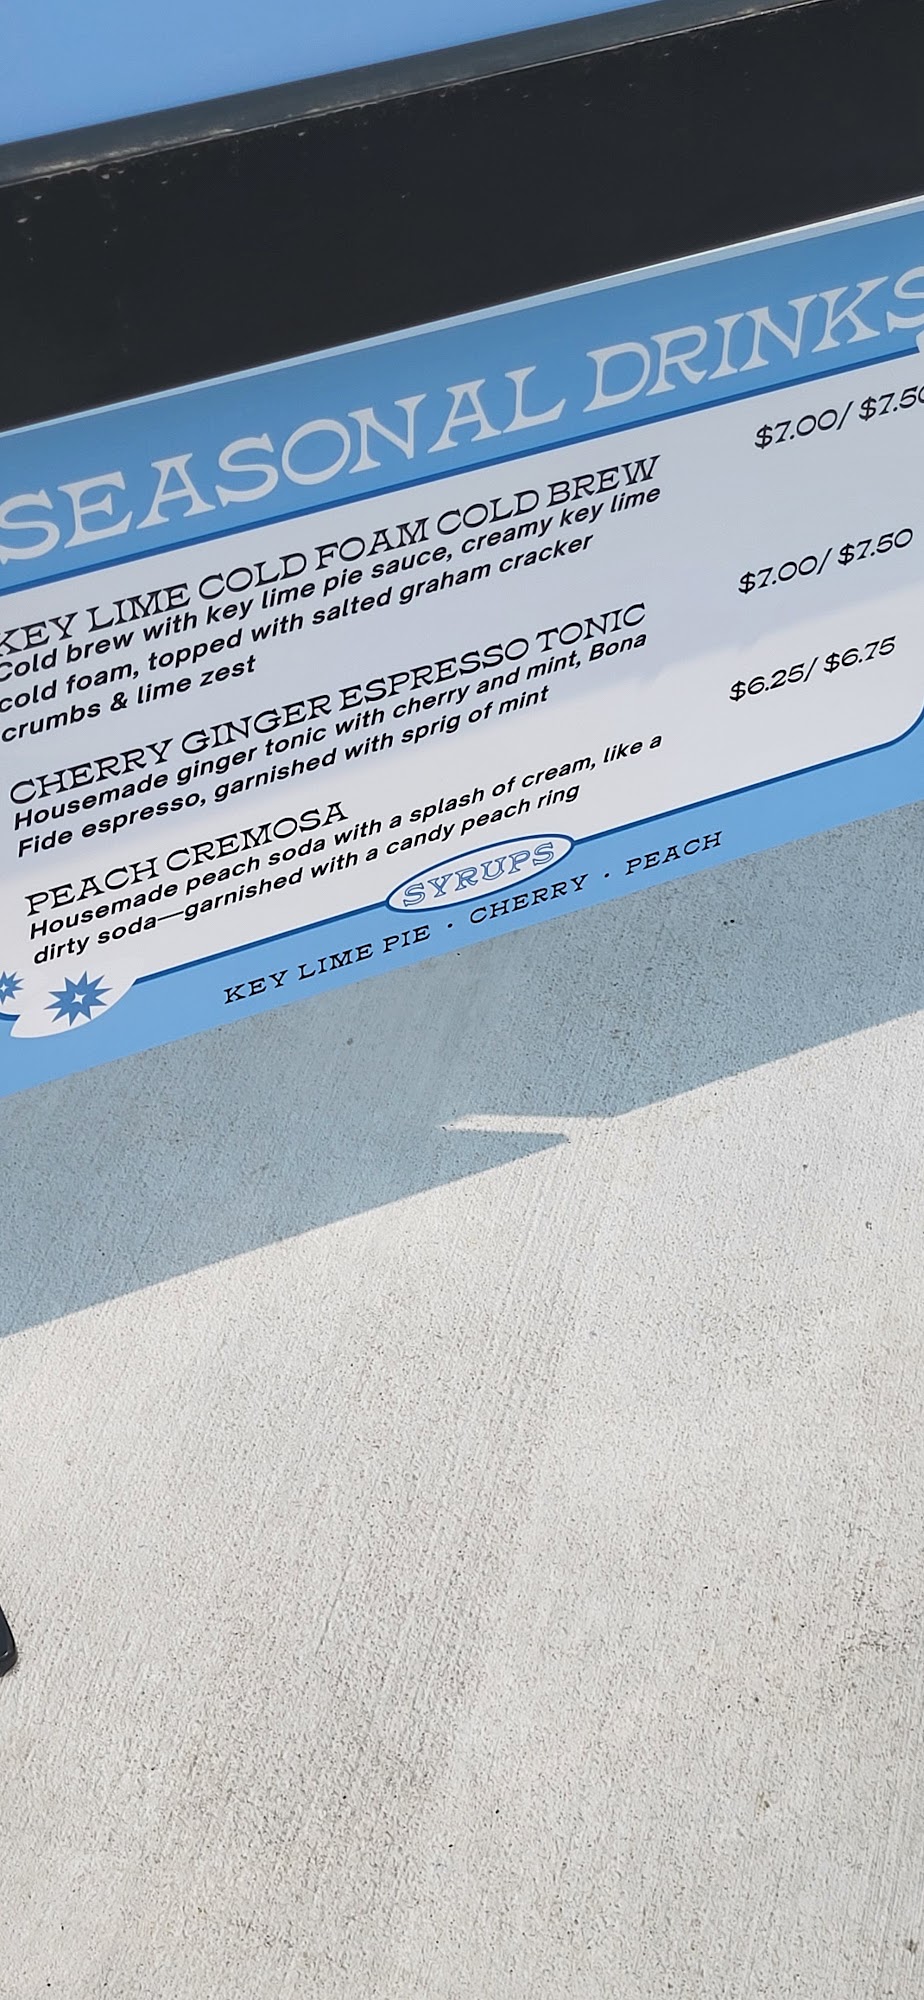 SEASONAL DRINKS
KEY LIME COLD FOAM COLD BREW $7.00/ $7.50
Cold brew with key lime pie sauce, creamy key lime
cold foam, topped with salted graham cracker
crumbs & lime zest
CHERRY GINGER ESPRESSO TONIC $7.00/ $7.50
Housemade ginger tonic with cherry and mint, Bona
Fide espresso, garnished with sprig of mint
PEACH CREMOSA $6.25/ $6.75
Housemade peach soda with a splash of cream, like a
dirty soda—garnished with a candy peach ring
SYRUPS
KEY LIME PIE · CHERRY · PEACH